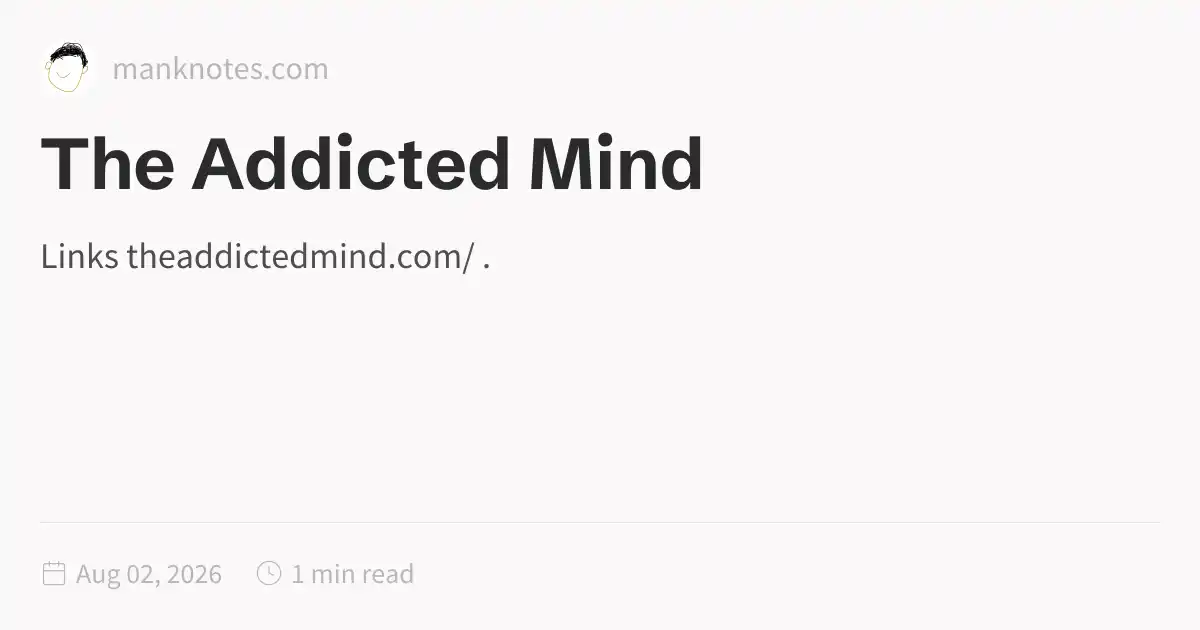 manknotes.com
The Addicted Mind
Links theaddictedmind.com/ .
Aug 02, 2026 1 min read